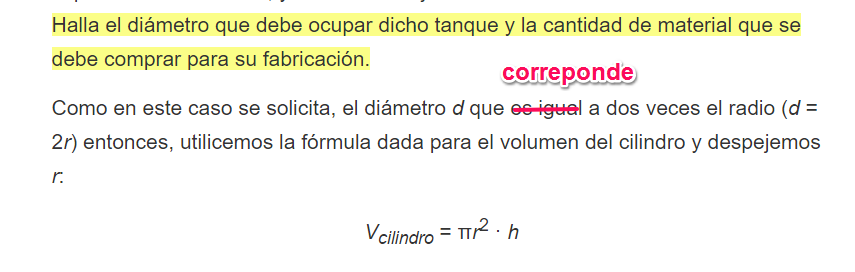 Halla el diámetro que debe ocupar dicho tanque y la cantidad de material que se
debe comprar para su fabricación.
correponde
Como en este caso se solicita, el diámetro d que es igual a dos veces el radio (d =
2r) entonces, utilicemos la fórmula dada para el volumen del cilindro y despejemos
r:
Vcilindro = πr² · h